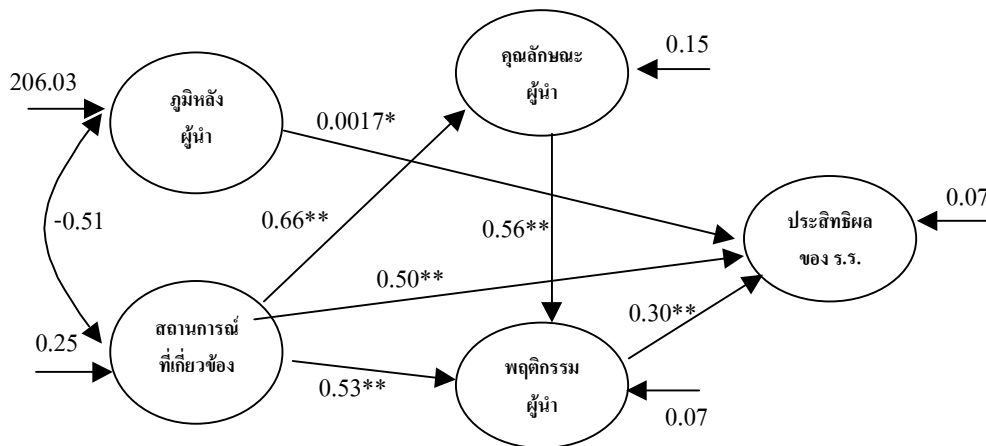 206.03
ภูมิหลัง
ผู้นำ
คุณลักษณะ
ผู้นำ
0.15
0.0017*
-0.51
0.66**
0.56**
ประสิทธิผล
ของ ร.ร.
0.07
0.50**
สถานการณ์
ที่เกี่ยวข้อง
0.25
0.53**
พฤติกรรม
ผู้นำ
0.30**
0.07